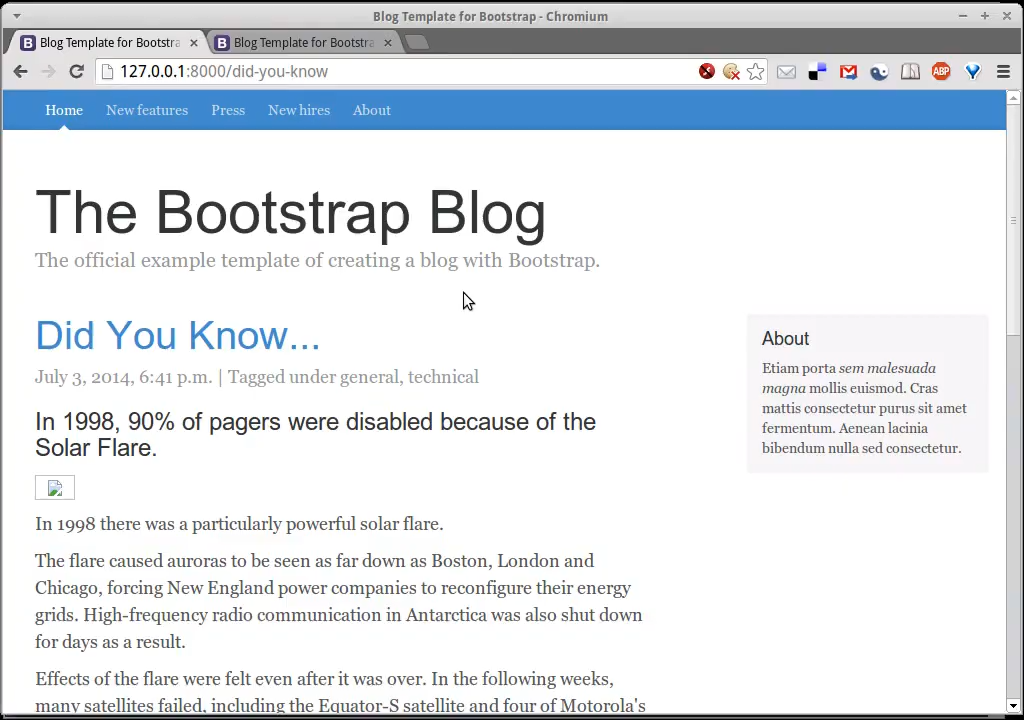 Blog Template for Bootstrap - Chromium
Blog Template for Bootstra
Blog Template for Bootstra
127.0.0.1:8000/did-you-know
ABP
Home New features Press New hires About
The Bootstrap Blog
The official example template of creating a blog with Bootstrap.
Did You Know...
July 3, 2014, 6:41 p.m. | Tagged under general, technical
In 1998, 90% of pagers were disabled because of the
Solar Flare.
In 1998 there was a particularly powerful solar flare.
The flare caused auroras to be seen as far down as Boston, London and
Chicago, forcing New England power companies to reconfigure their energy
grids. High-frequency radio communication in Antarctica was also shut down
for days as a result.
Effects of the flare were felt even after it was over. In the following weeks,
many satellites failed, including the Equator-S satellite and four of Motorola's
About
Etiam porta sem malesuada
magna mollis euismod. Cras
mattis consectetur purus sit amet
fermentum. Aenean lacinia
bibendum nulla sed consectetur.